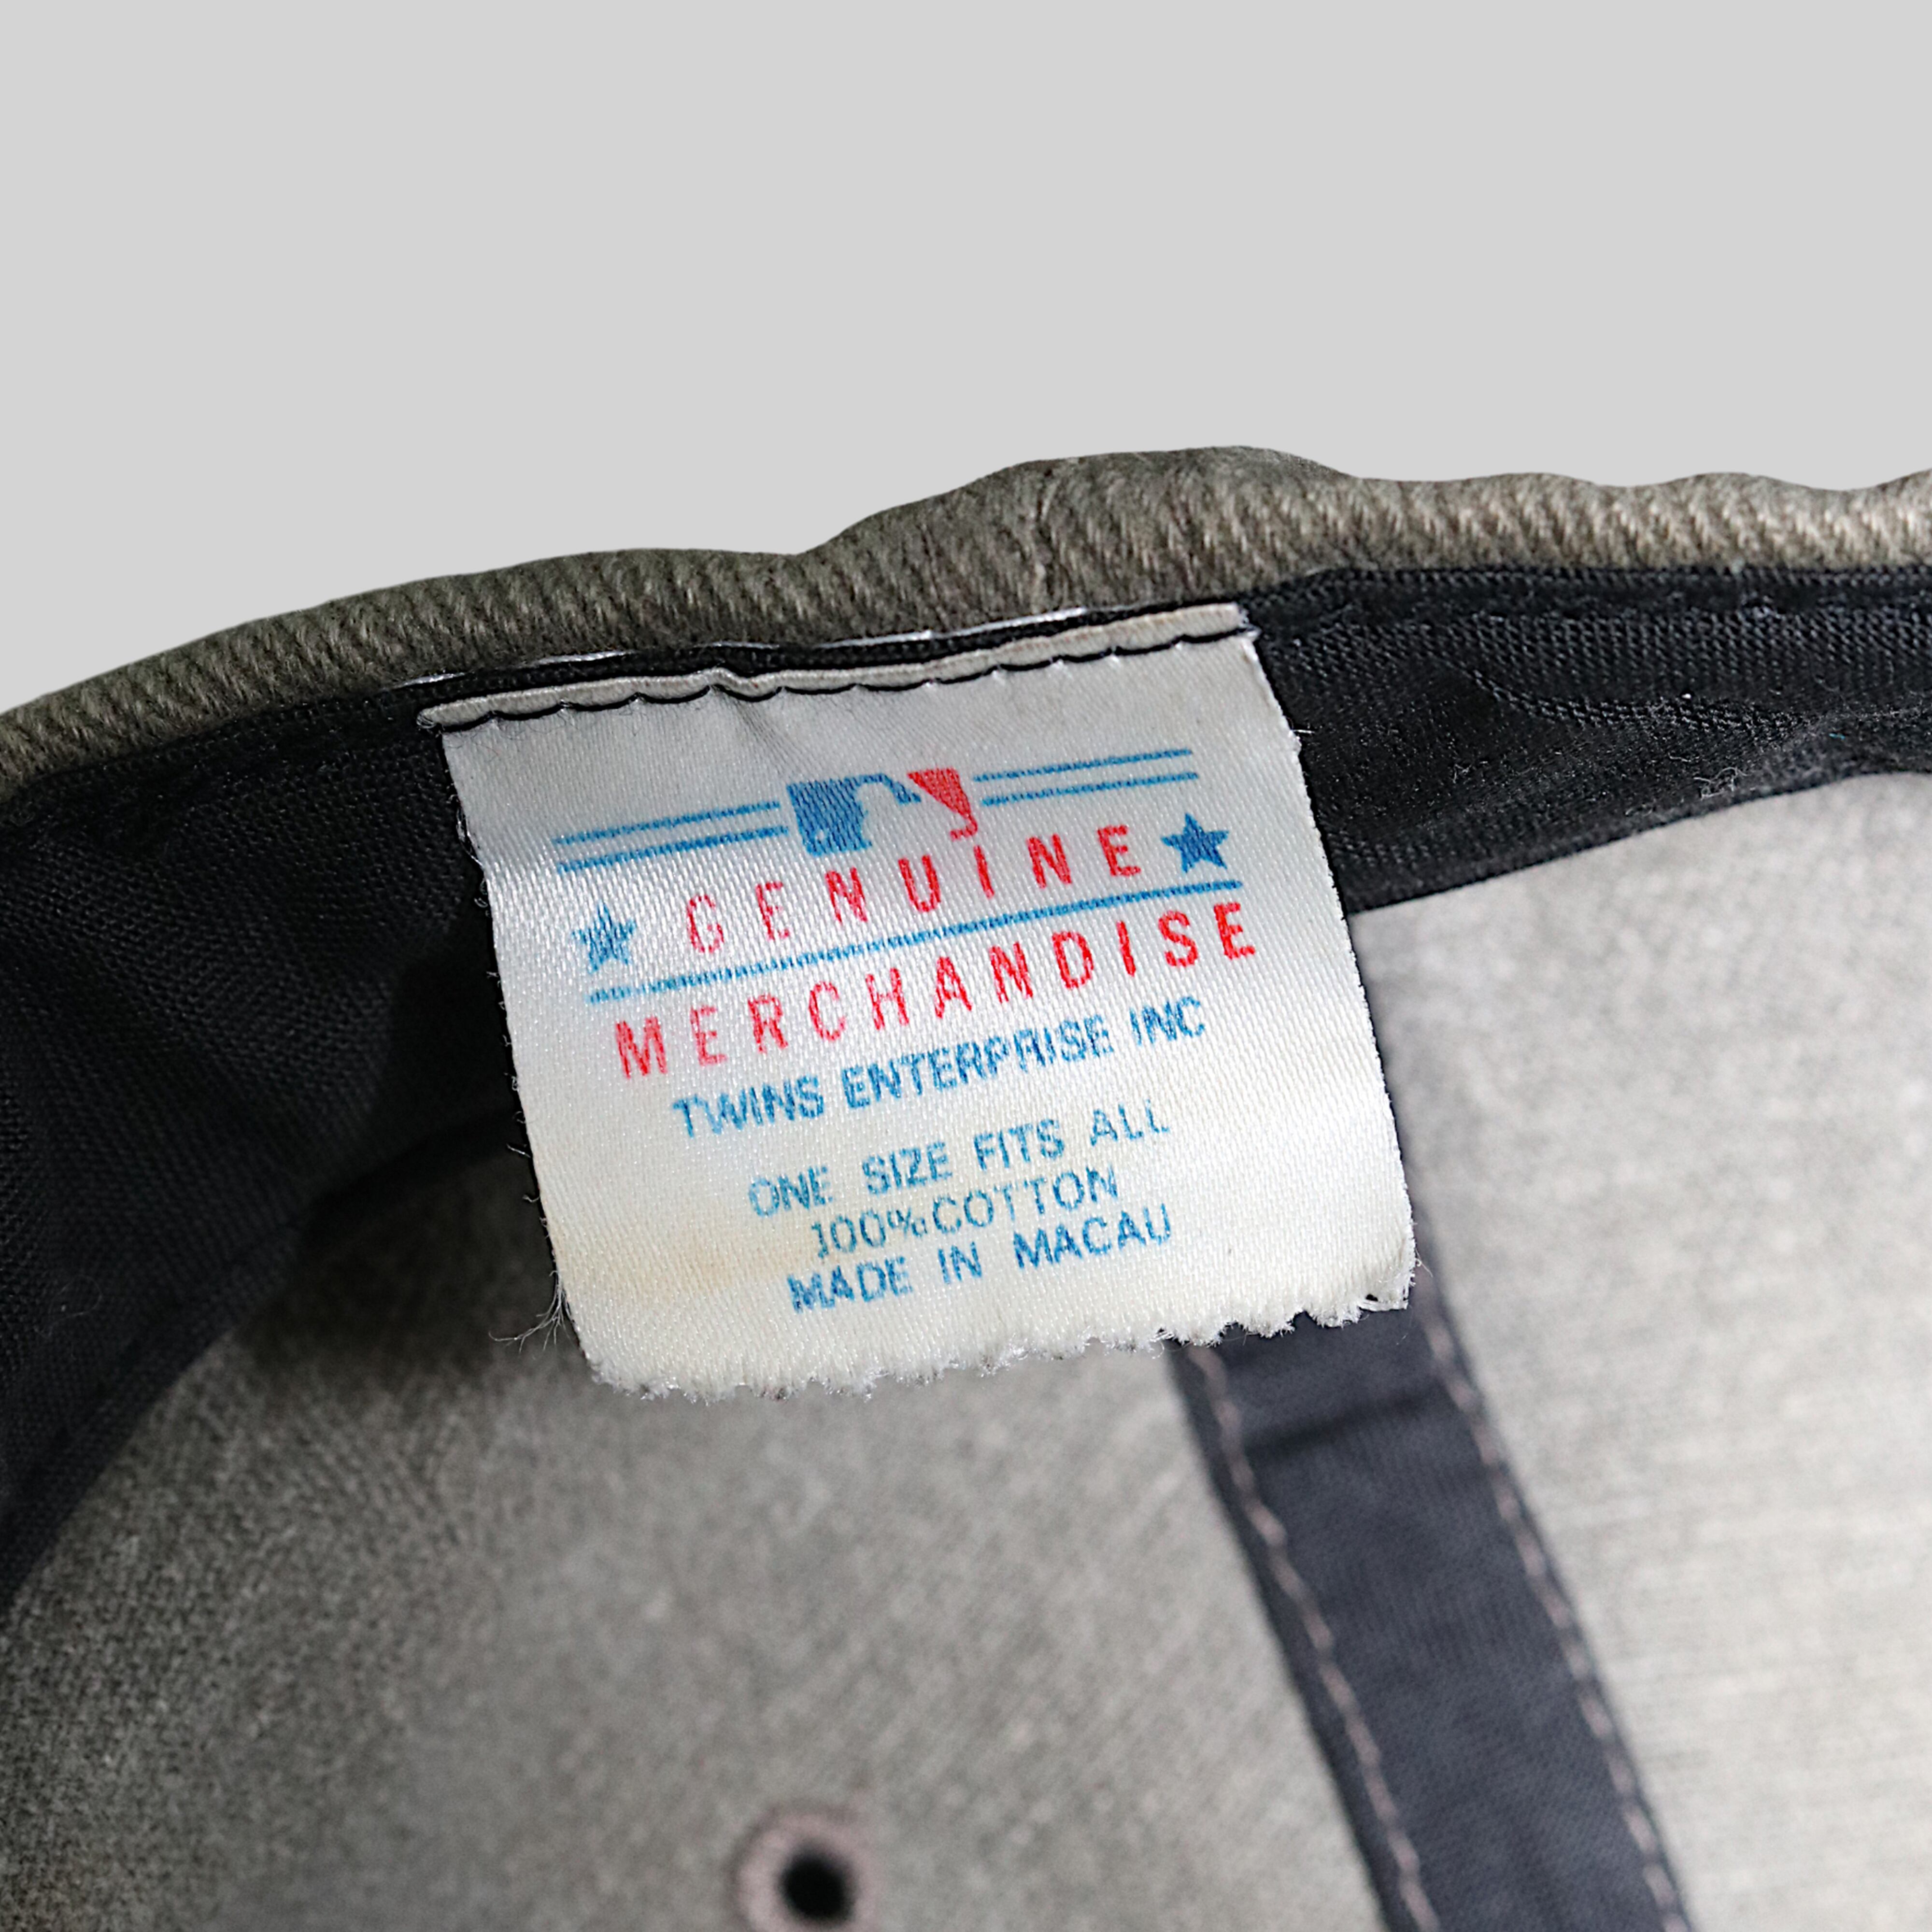 GENUINE
MERCHANDISE
TWINS ENTERPRISE INC
ONE SIZE FITS ALL
100% COTTON
MADE IN MACAU